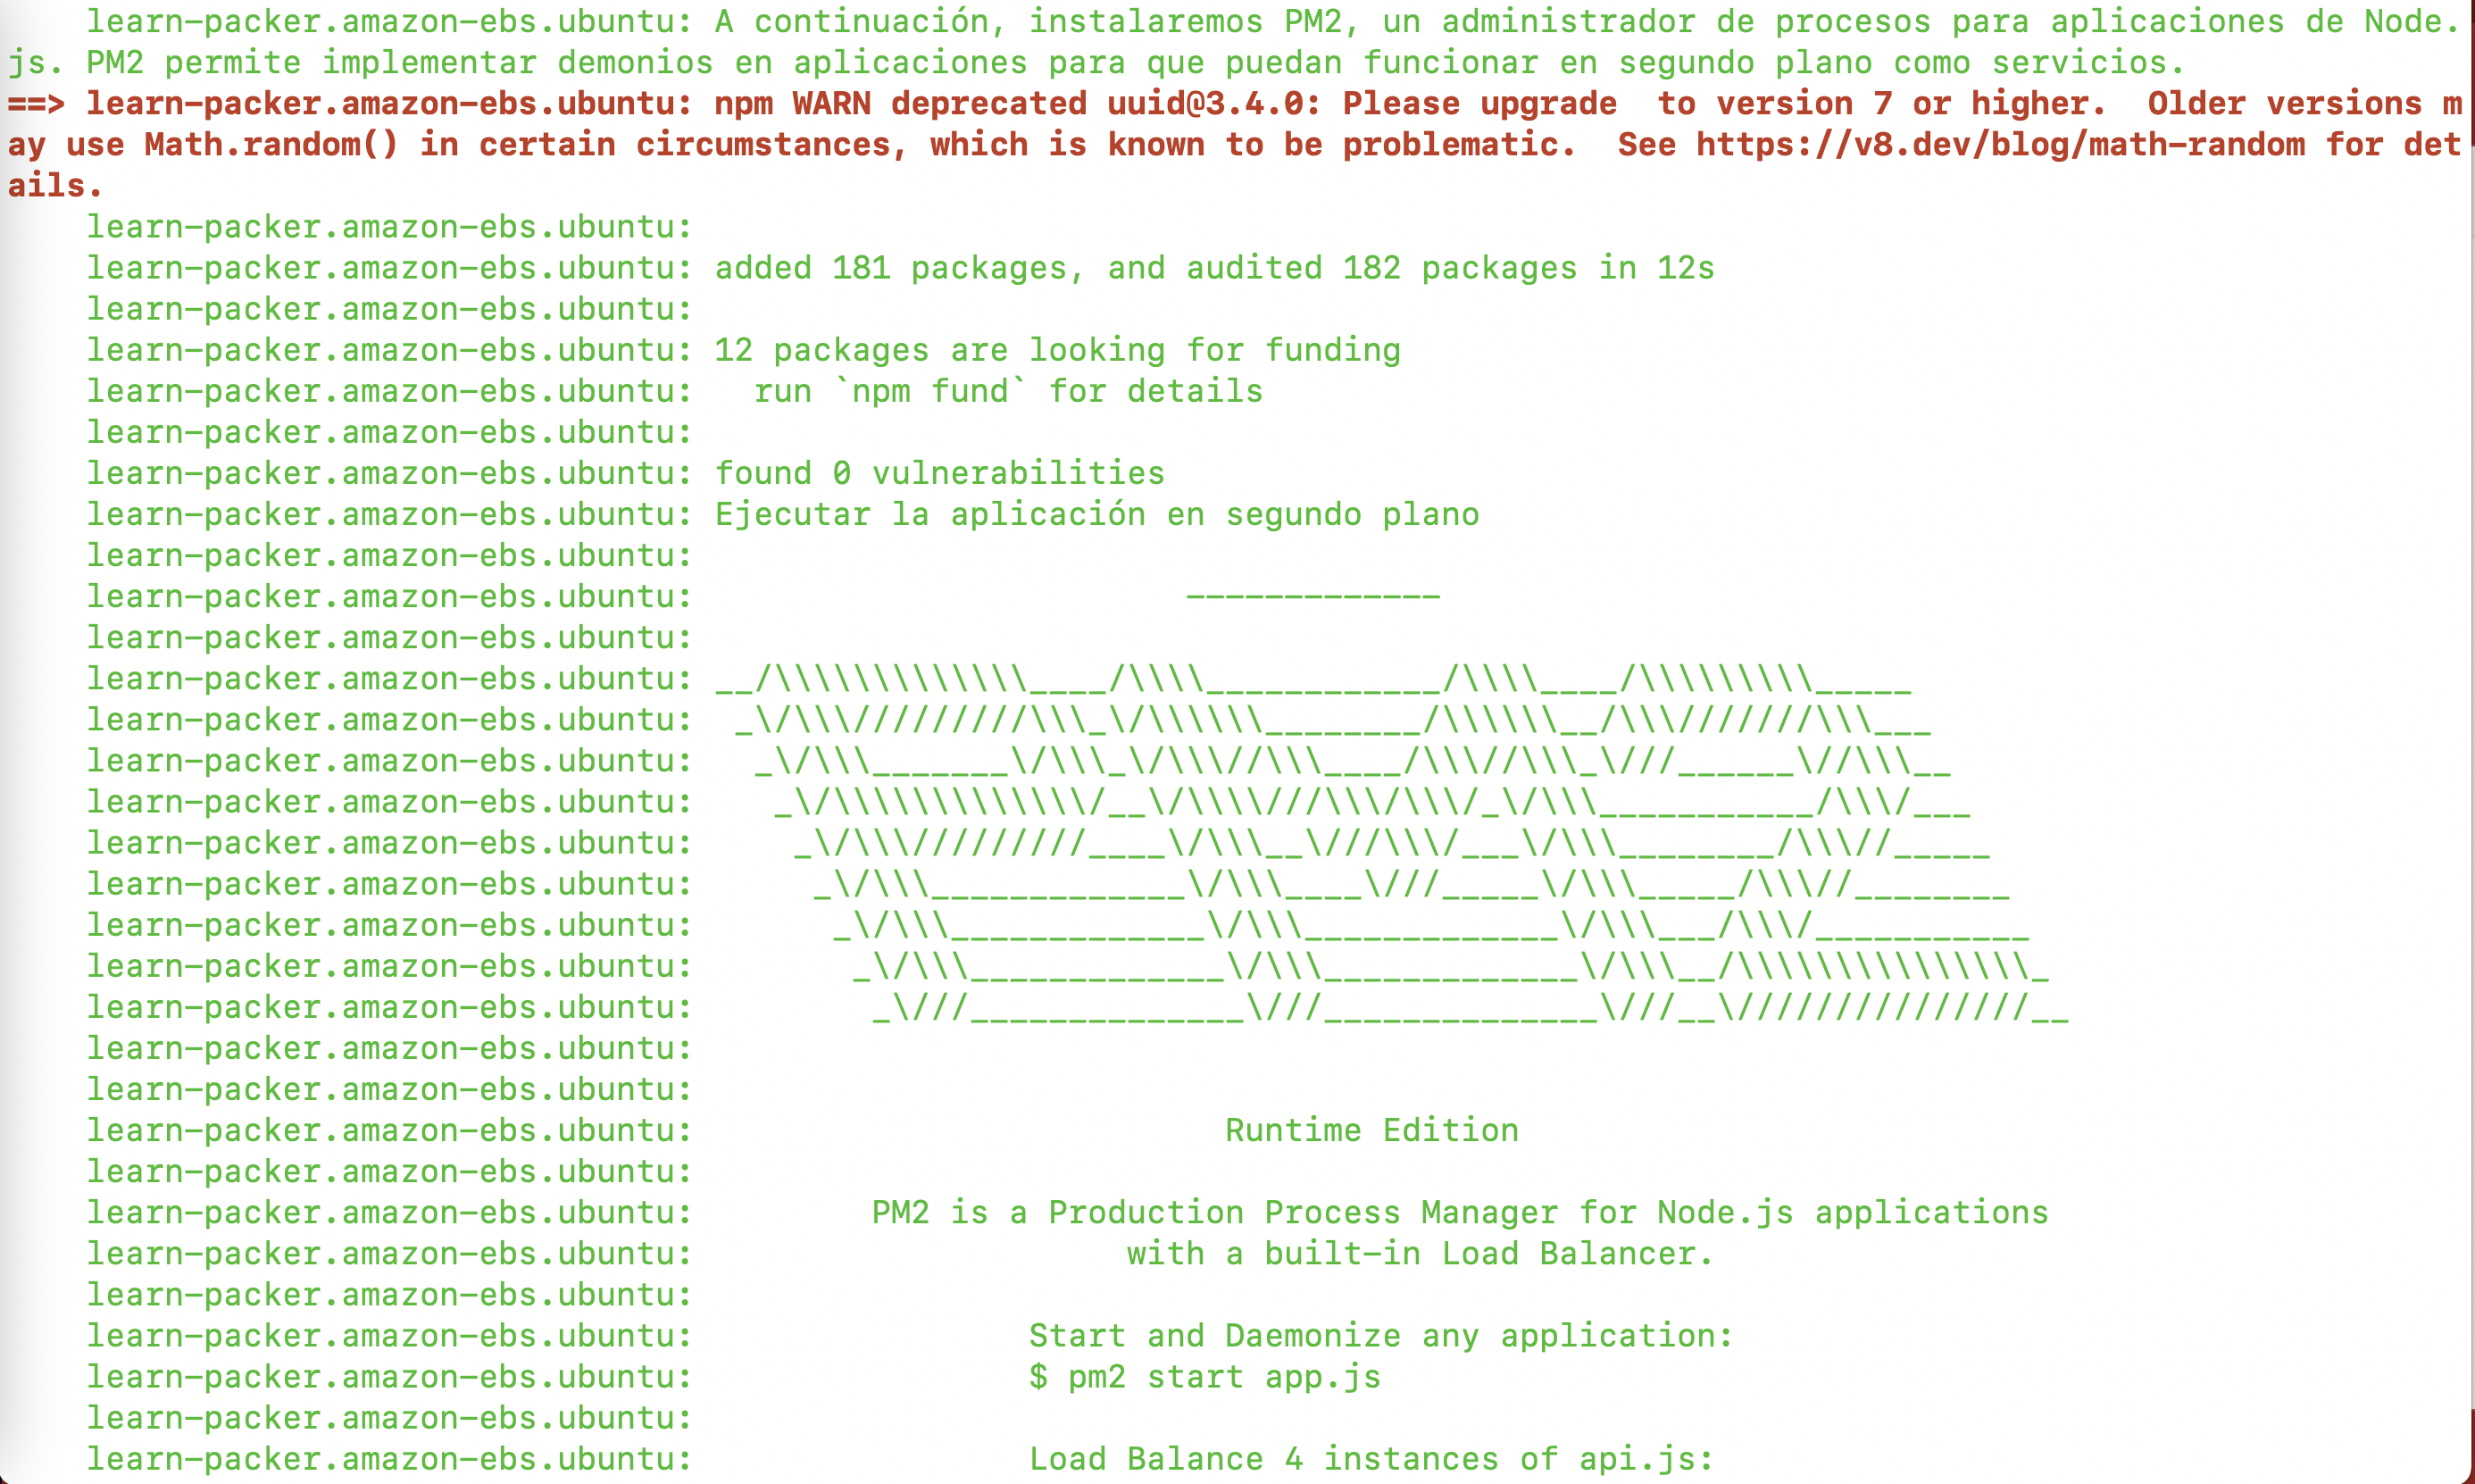 learn-packer.amazon-ebs.ubuntu: A continuación, instalaremos PM2, un administrador de procesos para aplicaciones de Node.
js. PM2 permite implementar demonios en aplicaciones para que puedan funcionar en segundo plano como servicios.
==> learn-packer.amazon-ebs.ubuntu: npm WARN deprecated uuid@3.4.0: Please upgrade  to version 7 or higher.  Older versions m
ay use Math.random() in certain circumstances, which is known to be problematic.  See https://v8.dev/blog/math-random for det
ails.
    learn-packer.amazon-ebs.ubuntu:
    learn-packer.amazon-ebs.ubuntu: added 181 packages, and audited 182 packages in 12s
    learn-packer.amazon-ebs.ubuntu:
    learn-packer.amazon-ebs.ubuntu: 12 packages are looking for funding
    learn-packer.amazon-ebs.ubuntu:   run `npm fund` for details
    learn-packer.amazon-ebs.ubuntu:
    learn-packer.amazon-ebs.ubuntu: found 0 vulnerabilities
    learn-packer.amazon-ebs.ubuntu: Ejecutar la aplicación en segundo plano
    learn-packer.amazon-ebs.ubuntu:
    learn-packer.amazon-ebs.ubuntu:                         -------------
    learn-packer.amazon-ebs.ubuntu:
    learn-packer.amazon-ebs.ubuntu: __/\\\\\\\\\\\\\____/\\\\____________/\\\\____/\\\\\\\\\_____
    learn-packer.amazon-ebs.ubuntu:  _\/\\\/////////\\\_\/\\\\\\________/\\\\\\__/\\\///////\\\___
    learn-packer.amazon-ebs.ubuntu:   _\/\\\_______\/\\\_\/\\\//\\\____/\\\//\\\_\///______\//\\\__
    learn-packer.amazon-ebs.ubuntu:    _\/\\\\\\\\\\\\\/__\/\\\\///\\\/\\\/_\/\\\___________/\\\/___
    learn-packer.amazon-ebs.ubuntu:     _\/\\\/////////____\/\\\__\///\\\/___\/\\\________/\\\//_____
    learn-packer.amazon-ebs.ubuntu:      _\/\\\_____________\/\\\____\///_____\/\\\_____/\\\//________
    learn-packer.amazon-ebs.ubuntu:       _\/\\\_____________\/\\\_____________\/\\\___/\\\/___________
    learn-packer.amazon-ebs.ubuntu:        _\/\\\_____________\/\\\_____________\/\\\__/\\\\\\\\\\\\\\\_
    learn-packer.amazon-ebs.ubuntu:         _\///______________\///______________\///__\///////////////__
    learn-packer.amazon-ebs.ubuntu:
    learn-packer.amazon-ebs.ubuntu:
    learn-packer.amazon-ebs.ubuntu:                           Runtime Edition
    learn-packer.amazon-ebs.ubuntu:
    learn-packer.amazon-ebs.ubuntu:         PM2 is a Production Process Manager for Node.js applications
    learn-packer.amazon-ebs.ubuntu:                      with a built-in Load Balancer.
    learn-packer.amazon-ebs.ubuntu:
    learn-packer.amazon-ebs.ubuntu:                 Start and Daemonize any application:
    learn-packer.amazon-ebs.ubuntu:                 $ pm2 start app.js
    learn-packer.amazon-ebs.ubuntu:
    learn-packer.amazon-ebs.ubuntu:                 Load Balance 4 instances of api.js: